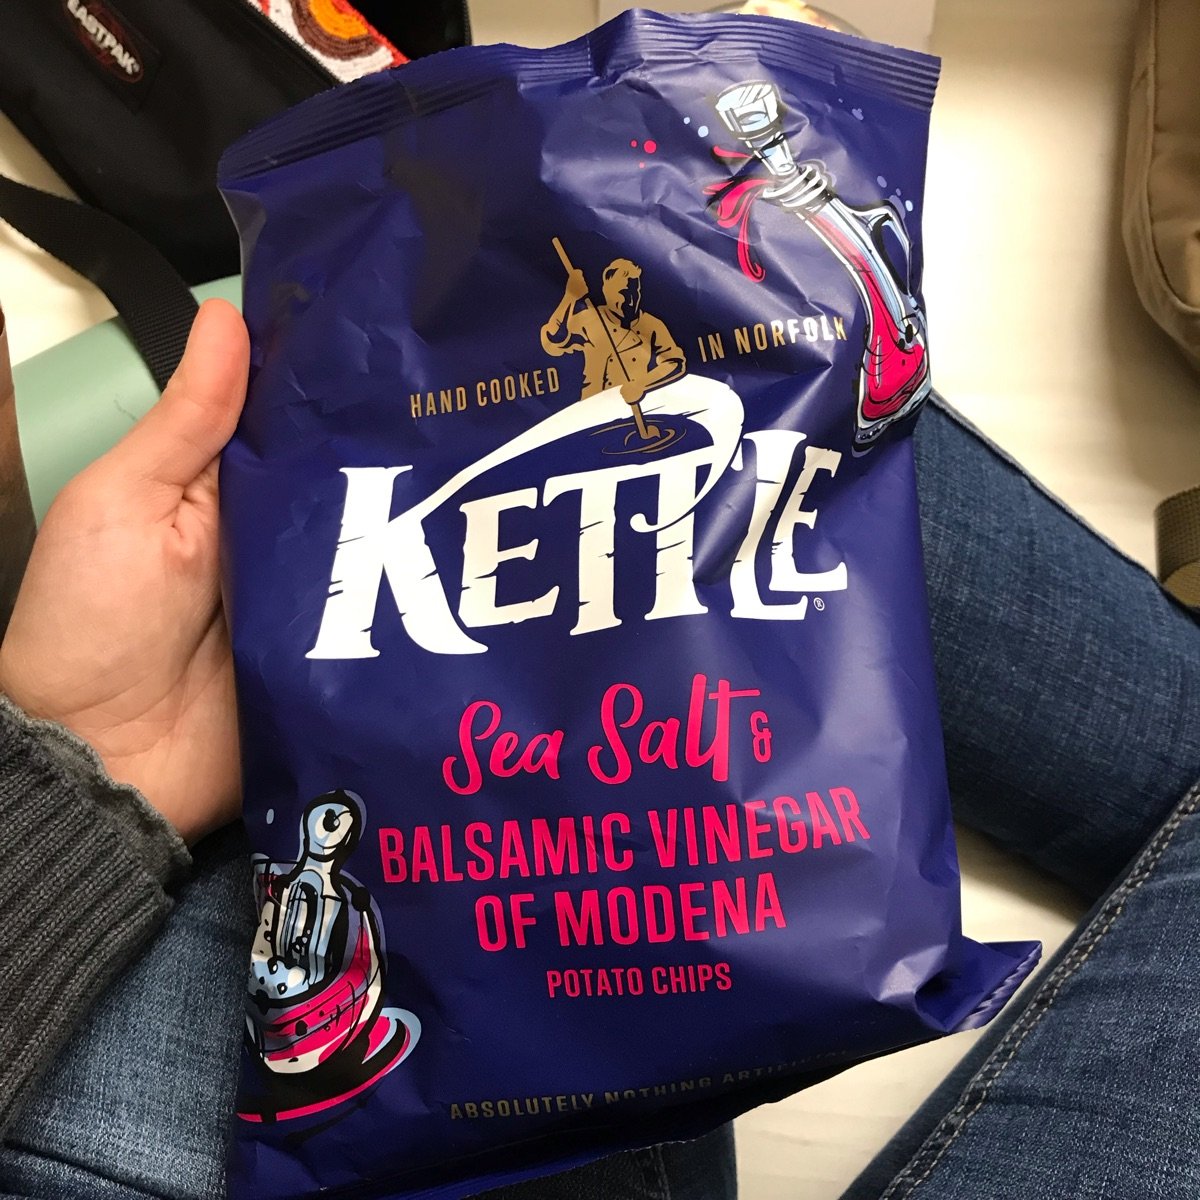 EASTPAK
HAND COOKED
IN NORFOLK
KETTLE®
Sea Salt &
BALSAMIC VINEGAR
OF MODENA
POTATO CHIPS
ABSOLUTELY NOTHING